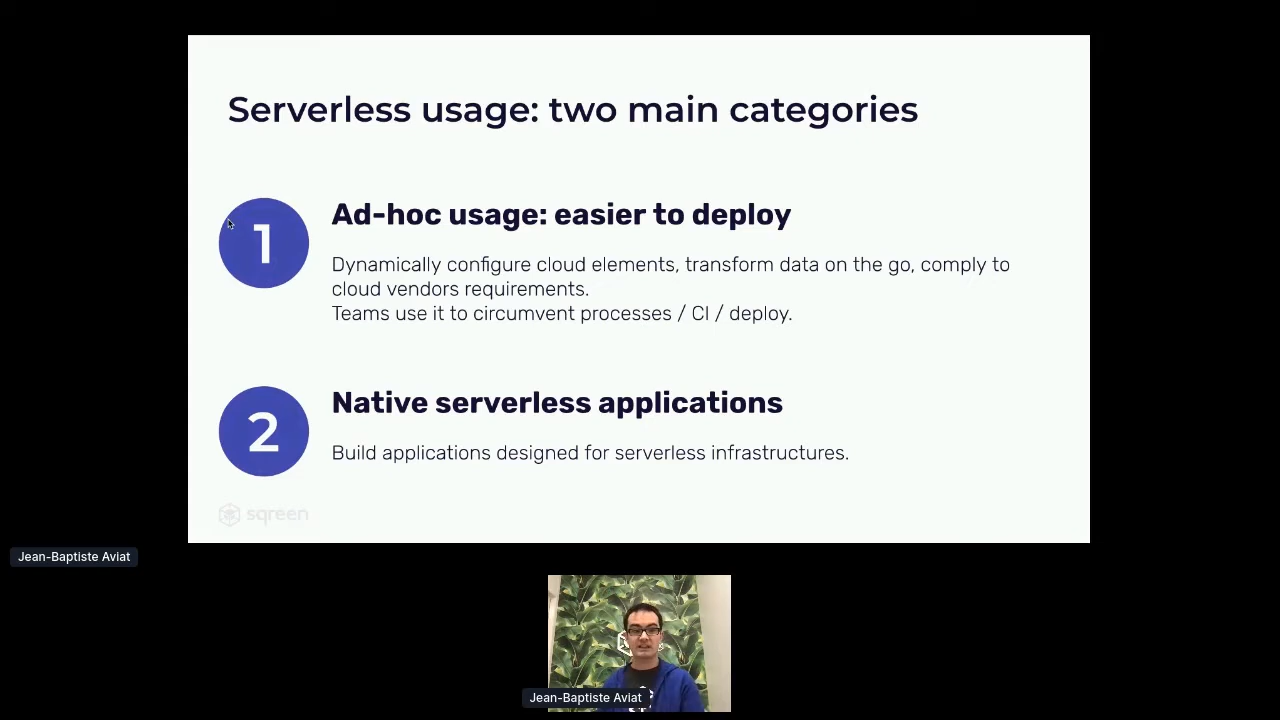 Serverless usage: two main categories
1
Ad-hoc usage: easier to deploy
Dynamically configure cloud elements, transform data on the go, comply to
cloud vendors requirements.
Teams use it to circumvent processes / CI / deploy.
2
Native serverless applications
Build applications designed for serverless infrastructures.
sqreen
Jean-Baptiste Aviat
Jean-Baptiste Aviat